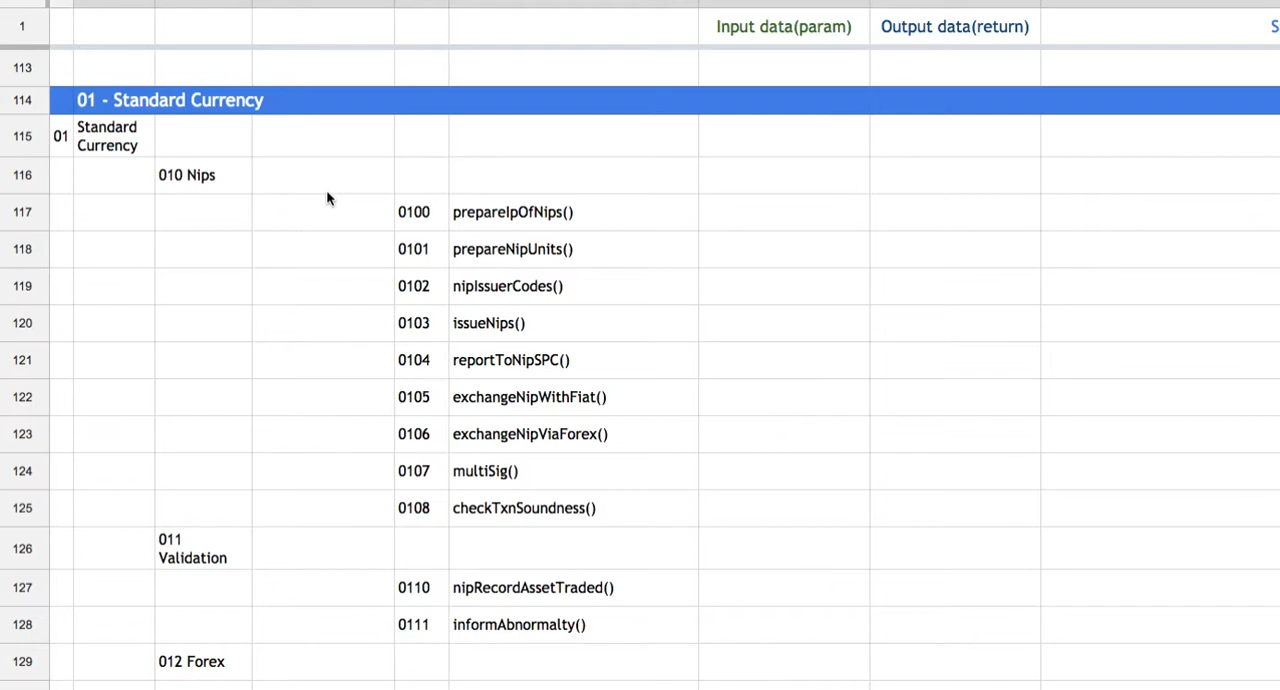 1 Input data(param) Output data(return) S
113
114 01 - Standard Currency
115 01 Standard
Currency
116 010 Nips
117 0100 prepareIpOfNips()
118 0101 prepareNipUnits()
119 0102 nipIssuerCodes()
120 0103 issueNips()
121 0104 reportToNipSPC()
122 0105 exchangeNipWithFiat()
123 0106 exchangeNipViaForex()
124 0107 multiSig()
125 0108 checkTxnSoundness()
126 011
Validation
127 0110 nipRecordAssetTraded()
128 0111 informAbnormalty()
129 012 Forex